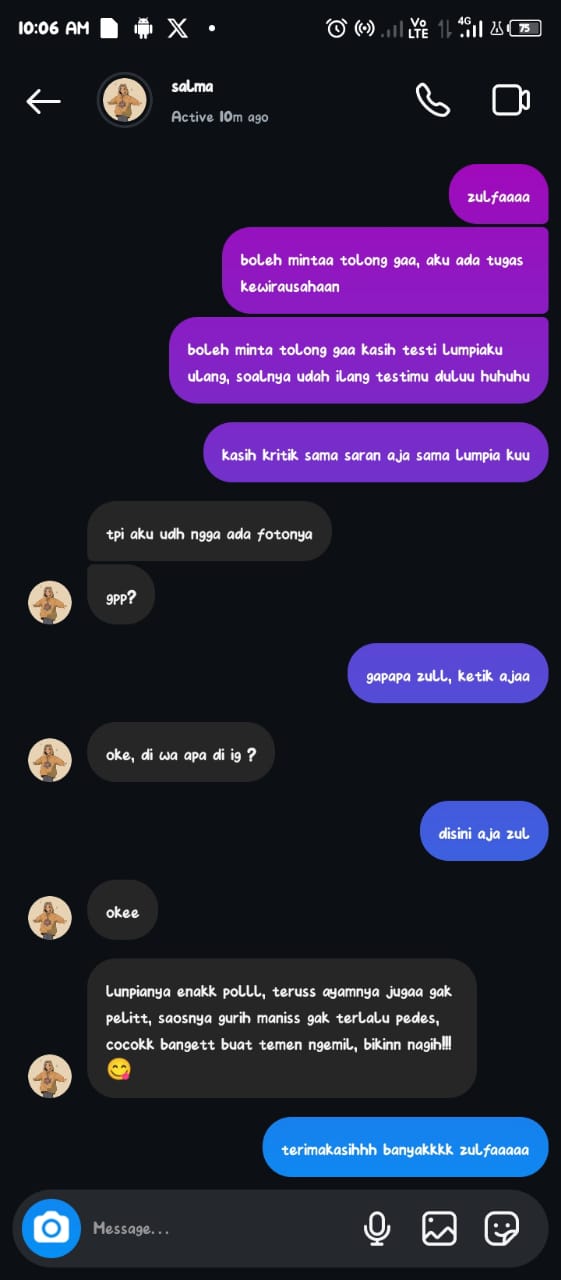 10:06 AM
Vo
LTE
4G
75
salma
Active 10m ago
zulfaaaa
boleh mintaa tolong gaa, aku ada tugas
kewirausahaan
boleh minta tolong gaa kasih testi lumpiaku
ulang, soalnya udah ilang testimu duluu huhuhu
kasih kritik sama saran aja sama lumpia kuu
tpi aku udh ngga ada fotonya
gpp?
gapapa zull, ketik ajaa
oke, di wa apa di ig ?
disini aja zul
okee
Lunpianya enakk polll, teruss ayamnya jugaa gak
pelitt, saosnya gurih maniss gak terlalu pedes,
cocokk bangett buat temen ngemil, bikinn nagih!!!
😋
terimakasihhh banyakkkk zulfaaaaa
Message...